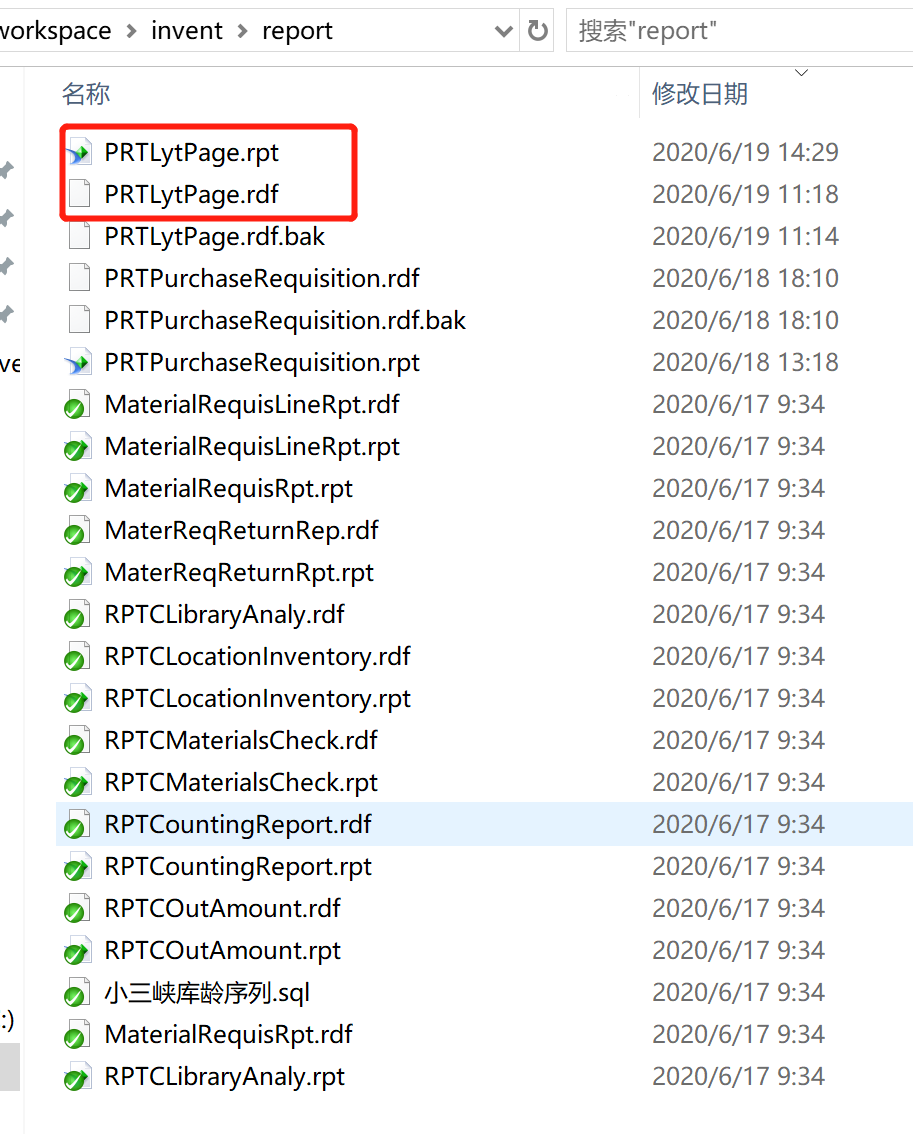 workspace > invent > report 搜索"report"
名称 修改日期
PRTLytPage.rpt 2020/6/19 14:29
PRTLytPage.rdf 2020/6/19 11:18
PRTLytPage.rdf.bak 2020/6/19 11:14
PRTPurchaseRequisition.rdf 2020/6/18 18:10
PRTPurchaseRequisition.rdf.bak 2020/6/18 18:10
ve PRTPurchaseRequisition.rpt 2020/6/18 13:18
MaterialRequisLineRpt.rdf 2020/6/17 9:34
MaterialRequisLineRpt.rpt 2020/6/17 9:34
MaterialRequisRpt.rpt 2020/6/17 9:34
MaterReqReturnRep.rdf 2020/6/17 9:34
MaterReqReturnRpt.rpt 2020/6/17 9:34
RPTCLibraryAnaly.rdf 2020/6/17 9:34
RPTCLocationInventory.rdf 2020/6/17 9:34
RPTCLocationInventory.rpt 2020/6/17 9:34
RPTCMaterialsCheck.rdf 2020/6/17 9:34
RPTCMaterialsCheck.rpt 2020/6/17 9:34
RPTCountingReport.rdf 2020/6/17 9:34
RPTCountingReport.rpt 2020/6/17 9:34
RPTCOutAmount.rdf 2020/6/17 9:34
RPTCOutAmount.rpt 2020/6/17 9:34
小三峡库龄序列.sql 2020/6/17 9:34
:) MaterialRequisRpt.rdf 2020/6/17 9:34
RPTCLibraryAnaly.rpt 2020/6/17 9:34